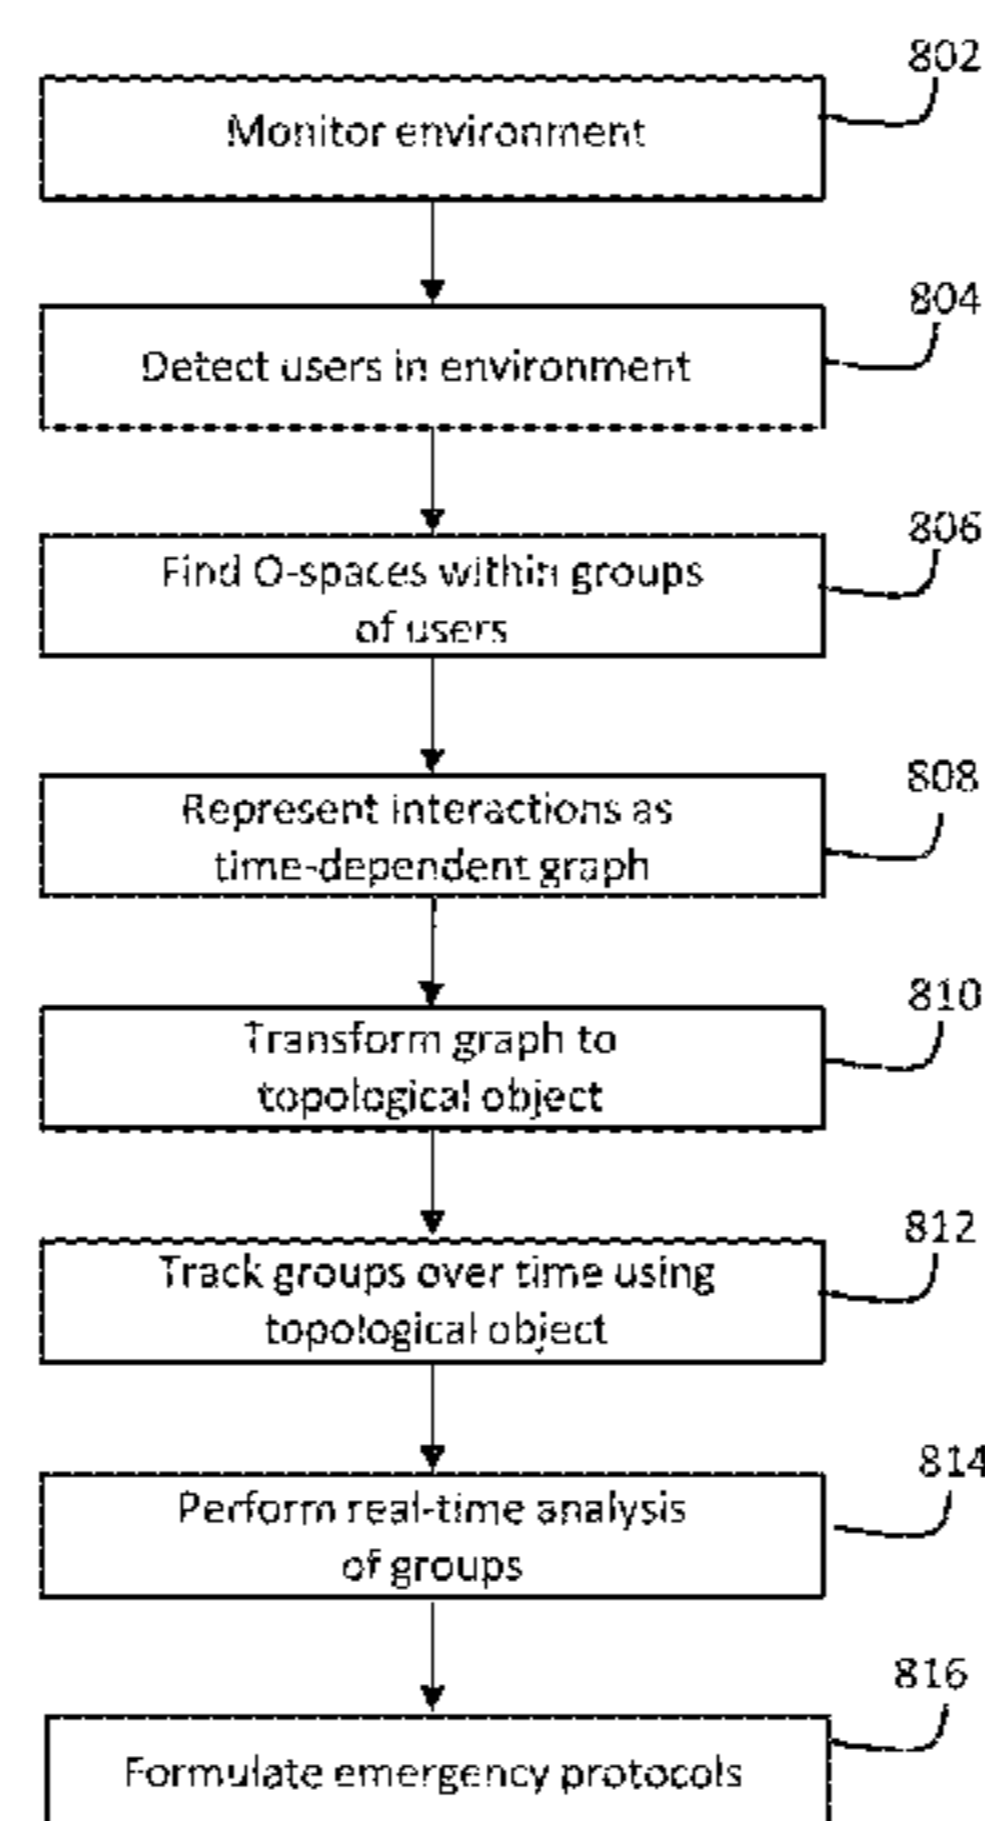 802
Monitor environment
804
Detect users in environment
806
Find O-spaces within groups
of users
808
Represent interactions as
time-dependent graph
810
Transform graph to
topological object
812
Track groups over time using
topological object
814
Perform real-time analysis
of groups
816
Formulate emergency protocols